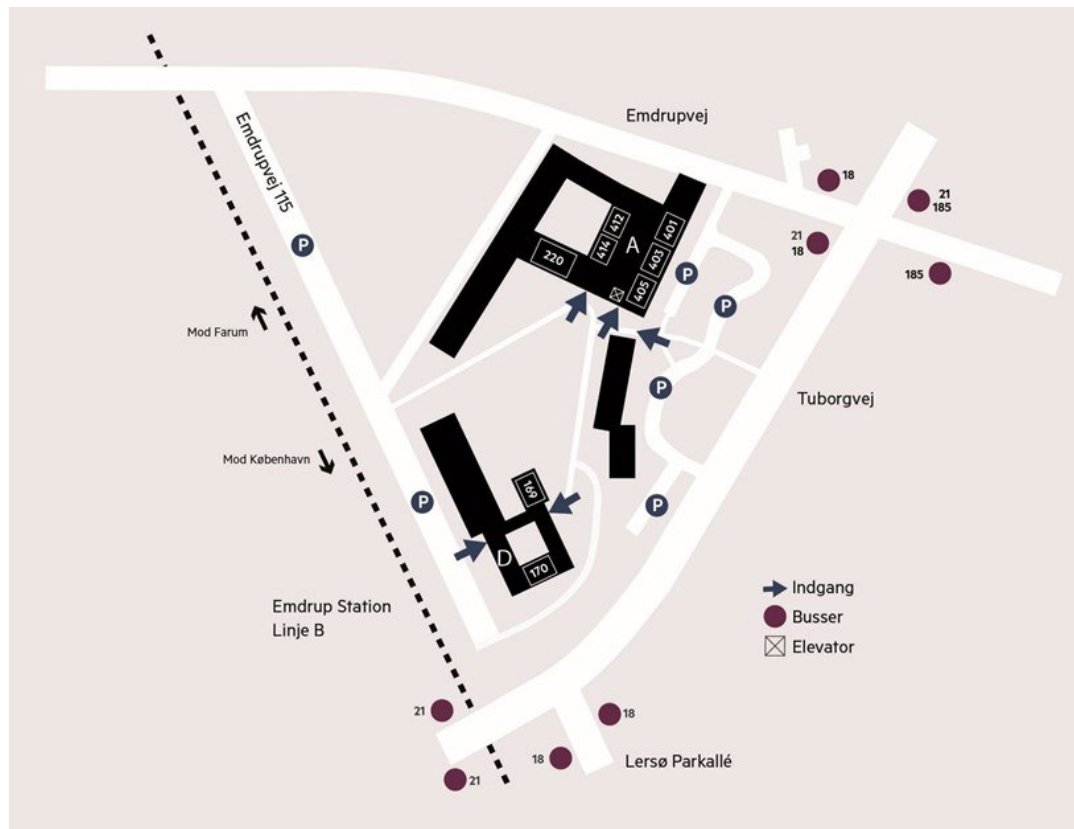 Emdrupvej
Emdrupvej 115
18
21
185
21
18
185
P
412
401
A
414
403
220
405
P
P
Mod Farum
P
Tuborgvej
Mod København
P
169
P
D
170
Indgang
Emdrup Station
Linje B
Busser
Elevator
21
18
18
Lersø Parkallé
21